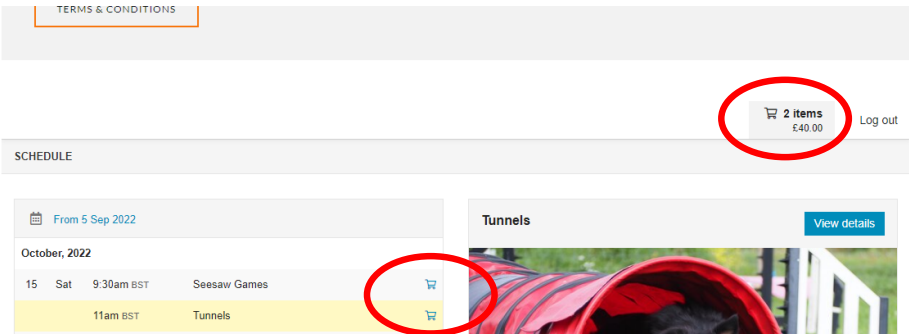 TERMS & CONDITIONS
2 items
£40.00
Log out
SCHEDULE
From 5 Sep 2022
October, 2022
15 Sat 9:30am BST Seesaw Games
11am BST Tunnels
Tunnels
View details